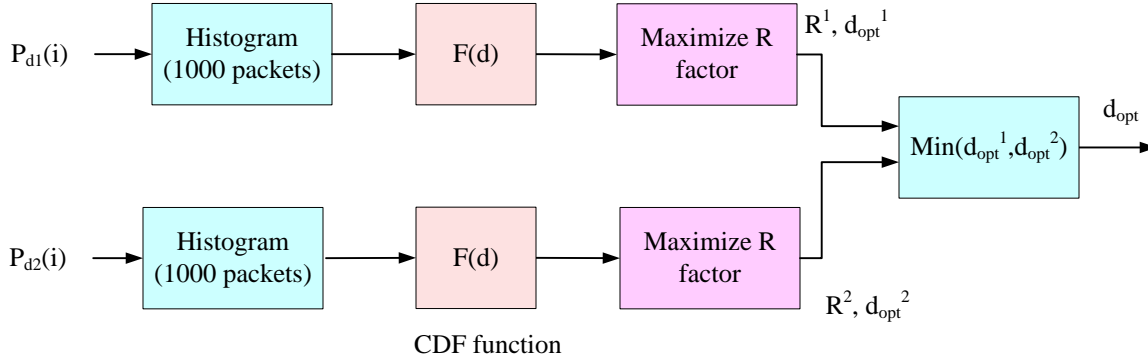 P_d1(i)
Histogram
(1000 packets)
F(d)
Maximize R
factor
R^1, d_opt^1
Min(d_opt^1,d_opt^2)
d_opt
P_d2(i)
Histogram
(1000 packets)
F(d)
Maximize R
factor
R^2, d_opt^2
CDF function